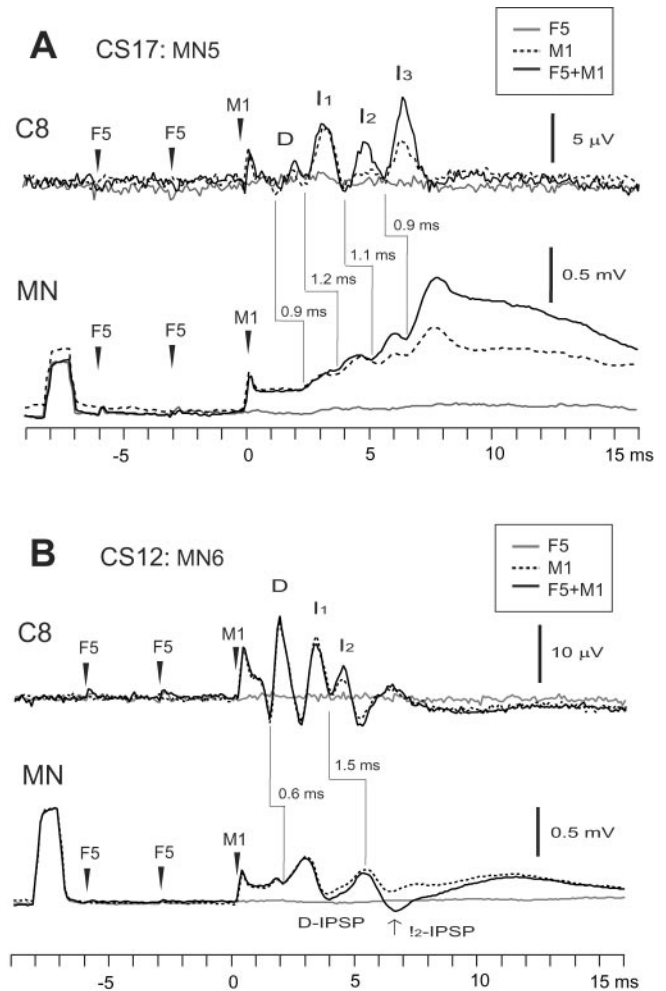 A CS17: MN5
F5
M1
F5+M1
C8
F5 F5 M1 D I1 I2 I3
5 μV
0.9 ms
1.1 ms
1.2 ms
0.9 ms
0.5 mV
MN
F5 F5 M1
-5 0 5 10 15 ms
B CS12: MN6
F5
M1
F5+M1
C8
F5 F5 M1 D I1 I2
10 μV
1.5 ms
0.6 ms
0.5 mV
MN
F5 F5 M1
D-IPSP ↑ I2-IPSP
-5 0 5 10 15 ms